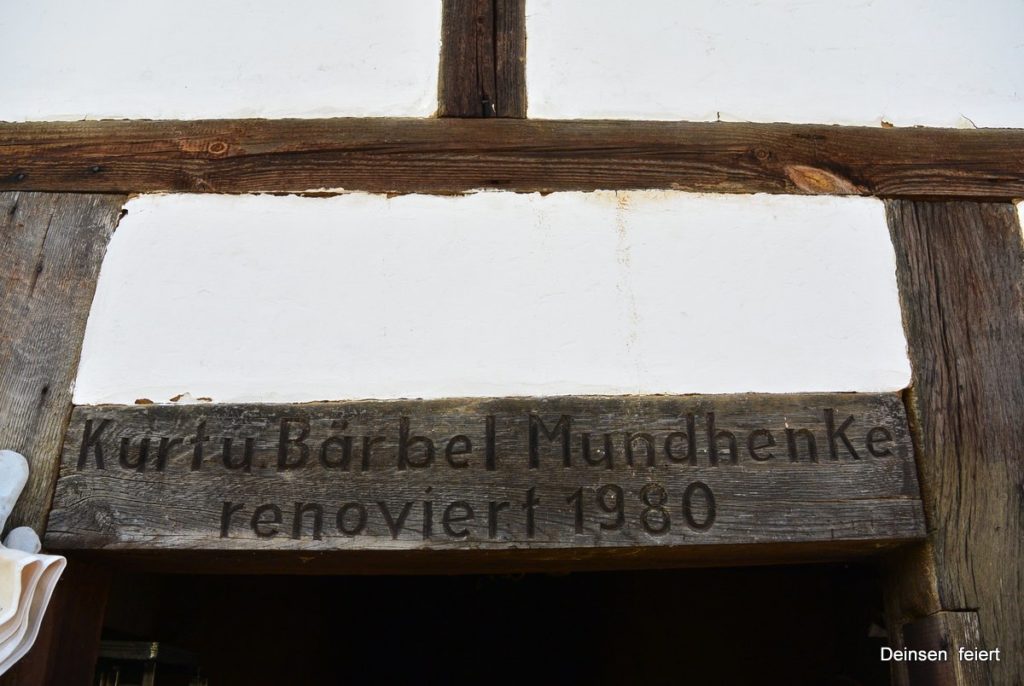 Kurt u. Bärbel Mundhenke
renoviert 1980
Deinsen feiert